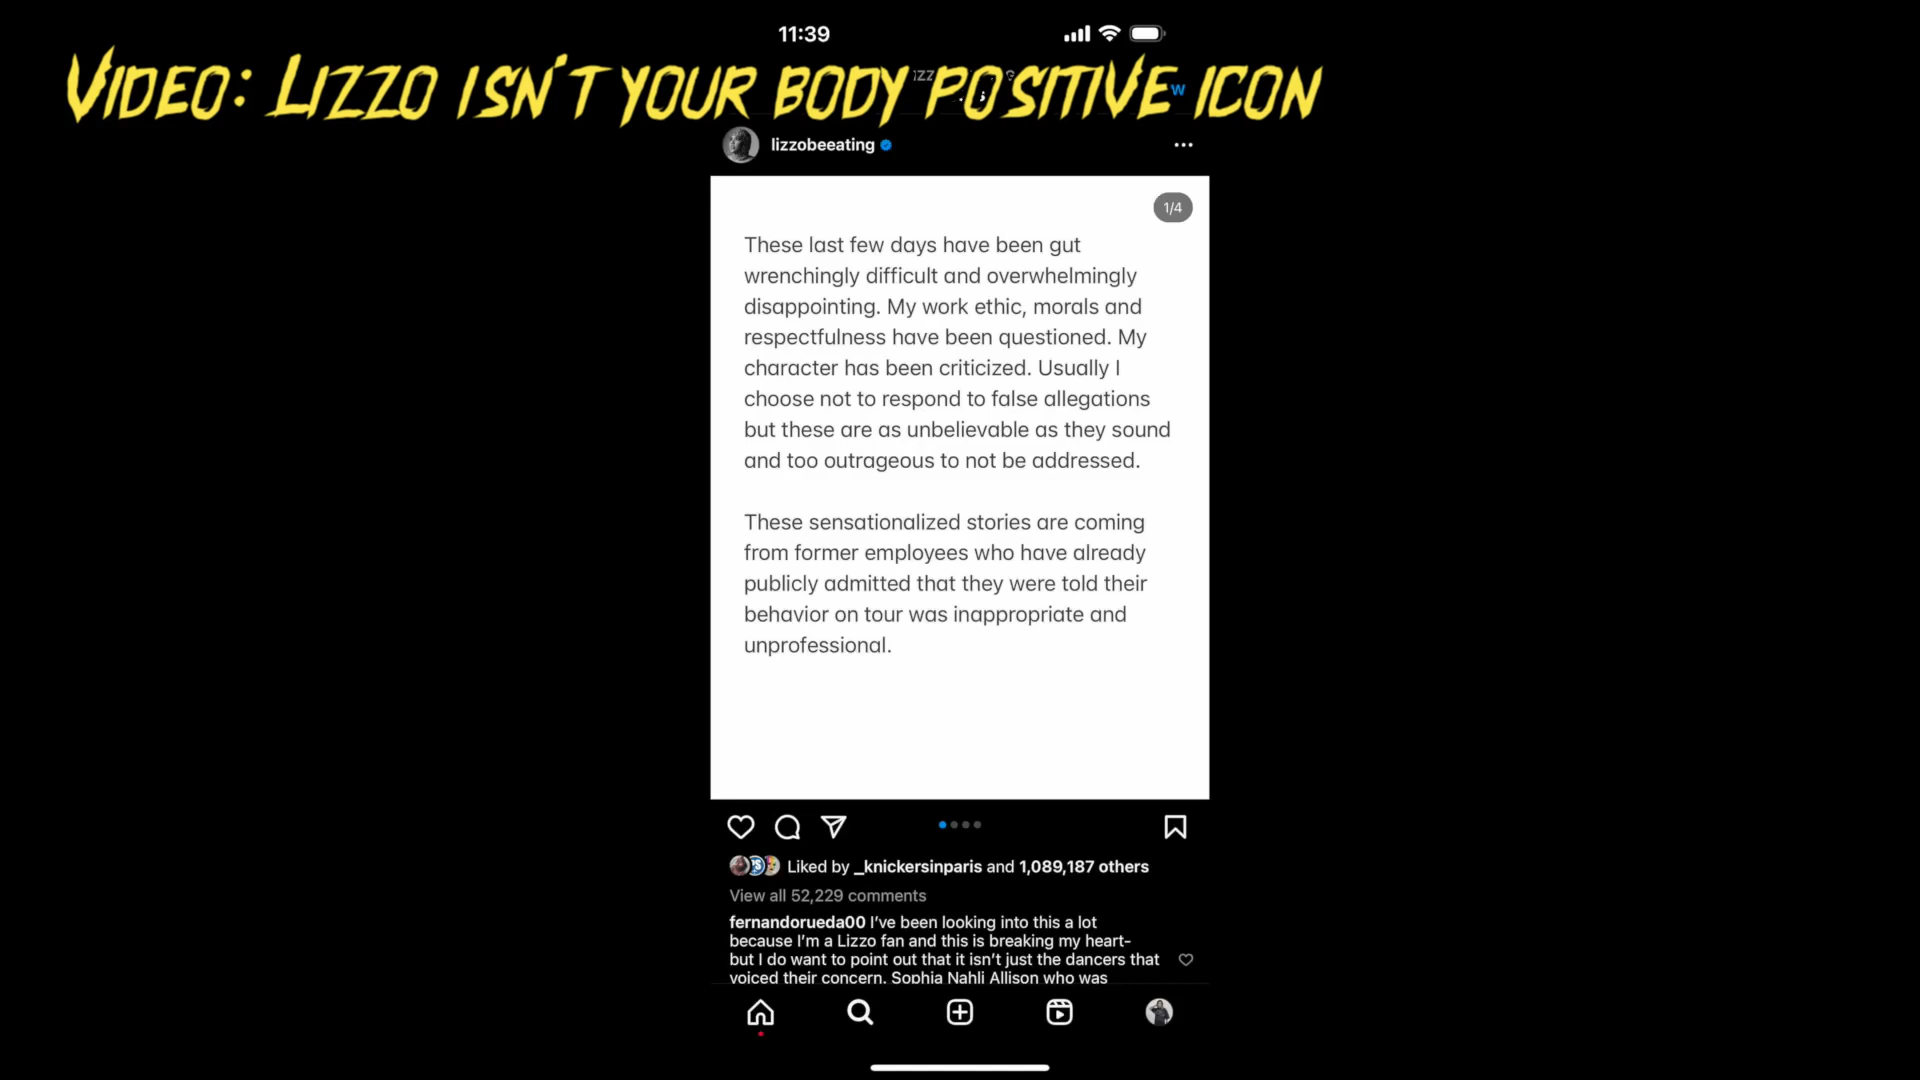 11:39
VIDEO: LIZZO ISN'T YOUR BODY POSITIVE ICON
lizzobeeating
1/4
These last few days have been gut
wrenchingly difficult and overwhelmingly
disappointing. My work ethic, morals and
respectfulness have been questioned. My
character has been criticized. Usually I
choose not to respond to false allegations
but these are as unbelievable as they sound
and too outrageous to not be addressed.
These sensationalized stories are coming
from former employees who have already
publicly admitted that they were told their
behavior on tour was inappropriate and
unprofessional.
Liked by _knickersinparis and 1,089,187 others
View all 52,229 comments
fernandorueda00 I've been looking into this a lot
because I'm a Lizzo fan and this is breaking my heart-
but I do want to point out that it isn't just the dancers that
voiced their concern. Sophia Nahli Allison who was